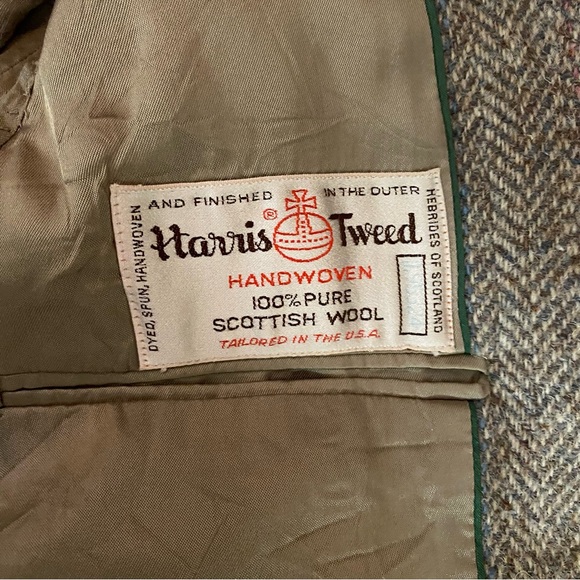 DYED, SPUN, HANDWOVEN
AND FINISHED IN THE OUTER
HEBRIDES OF SCOTLAND
Harris® Tweed
HANDWOVEN
100% PURE
SCOTTISH WOOL
TAILORED IN THE U.S.A.